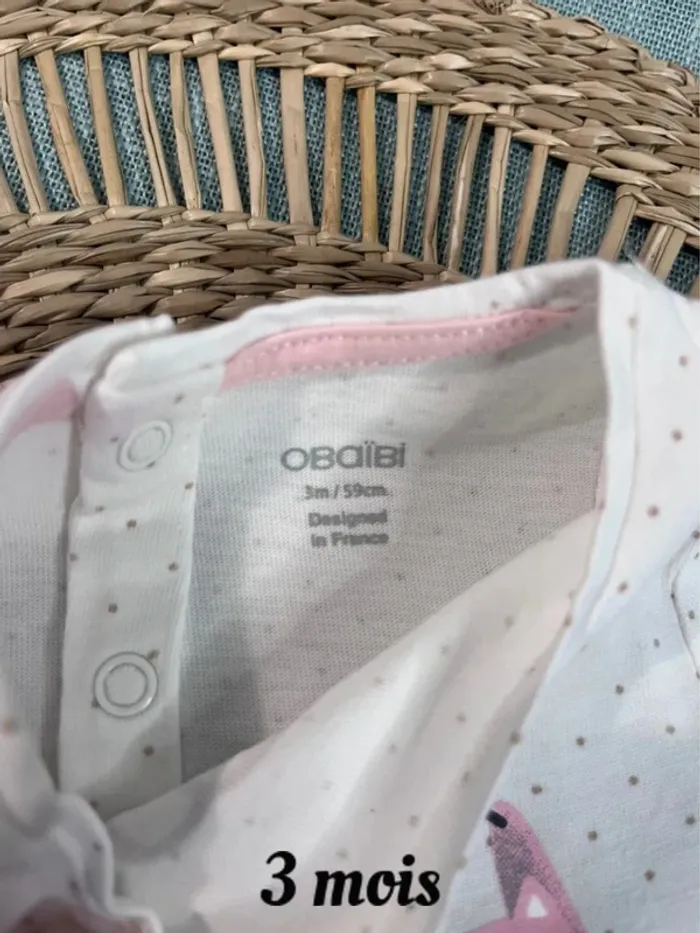 OBAÏBI
3m / 59cm
Designed
in France
3 mois